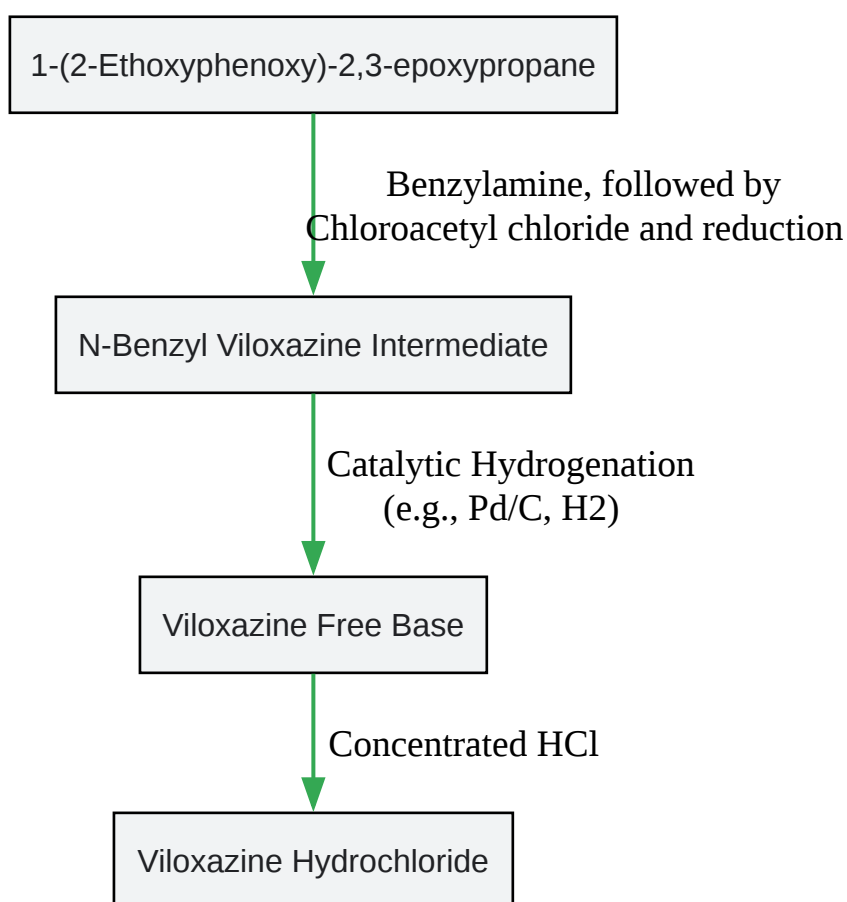 1-(2-Ethoxyphenoxy)-2,3-epoxypropane
Benzylamine, followed by
Chloroacetyl chloride and reduction
N-Benzyl Viloxazine Intermediate
Catalytic Hydrogenation
(e.g., Pd/C, H2)
Viloxazine Free Base
Concentrated HCl
Viloxazine Hydrochloride